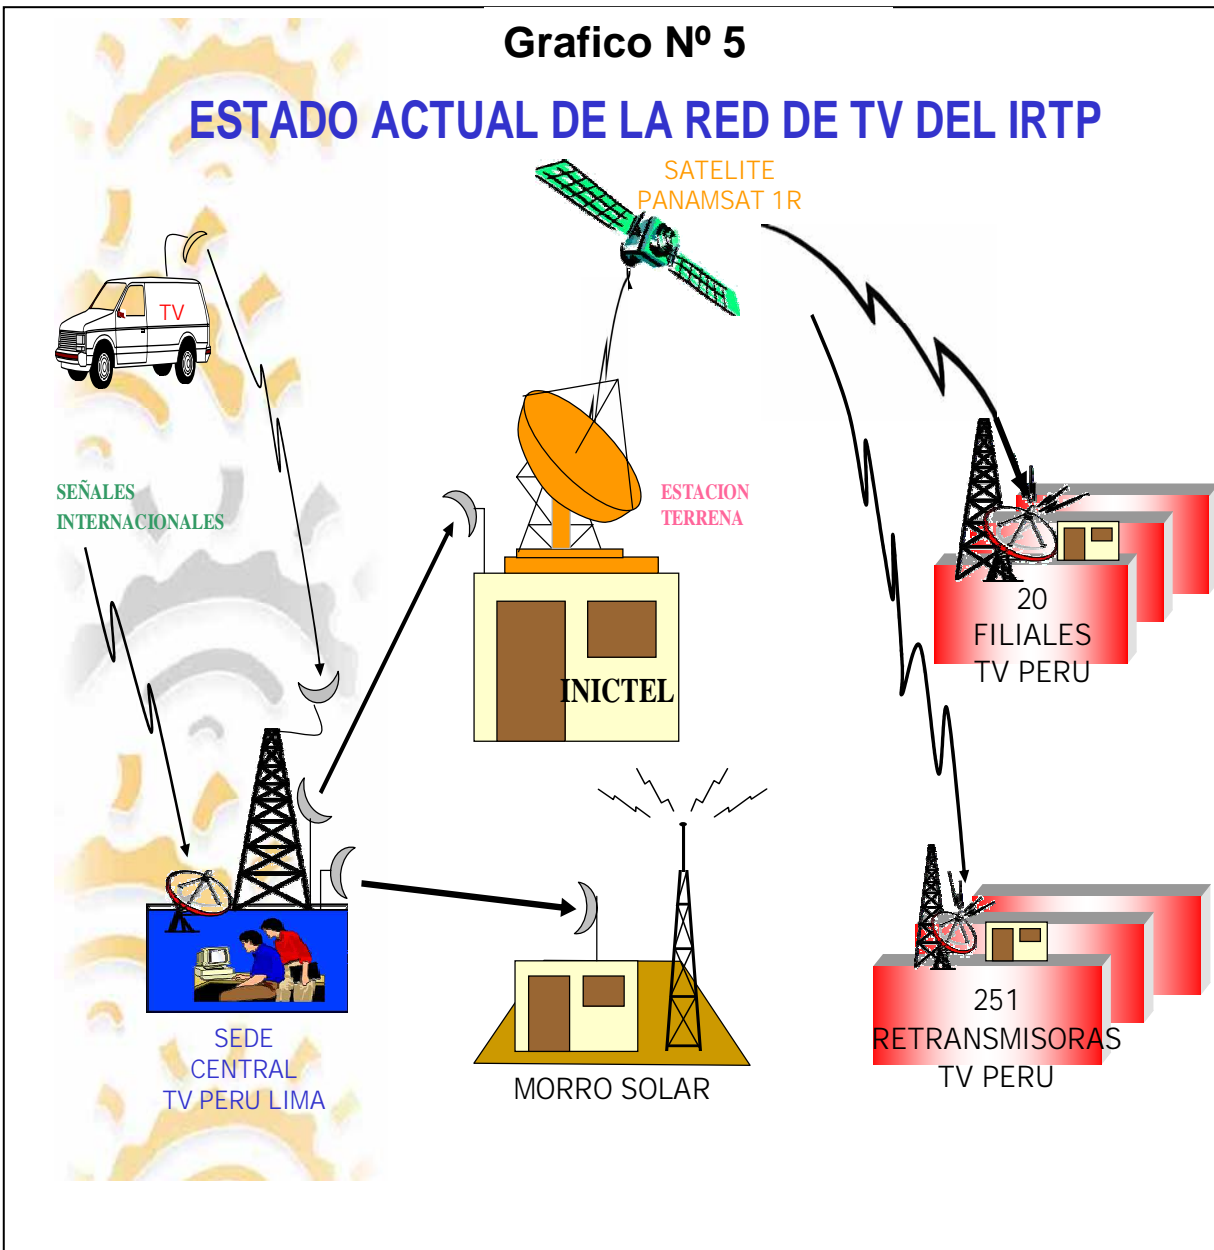 Grafico Nº 5
ESTADO ACTUAL DE LA RED DE TV DEL IRTP
SATELITE
PANAMSAT 1R
TV
SEÑALES
INTERNACIONALES
ESTACION
TERRENA
20
FILIALES
TV PERU
INICTEL
251
RETRANSMISORAS
TV PERU
SEDE
CENTRAL
TV PERU LIMA
MORRO SOLAR